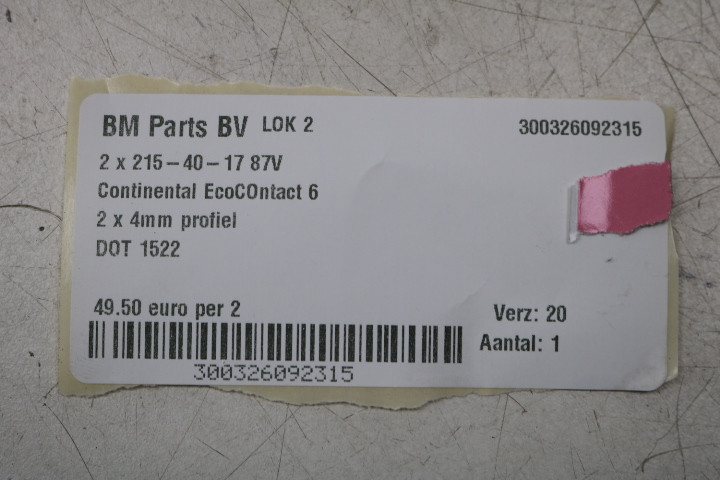 BM Parts BV LOK 2 300326092315
2 x 215-40-17 87V
Continental EcoCOntact 6
2 x 4mm profiel
DOT 1522
49.50 euro per 2 Verz: 20
Aantal: 1
300326092315